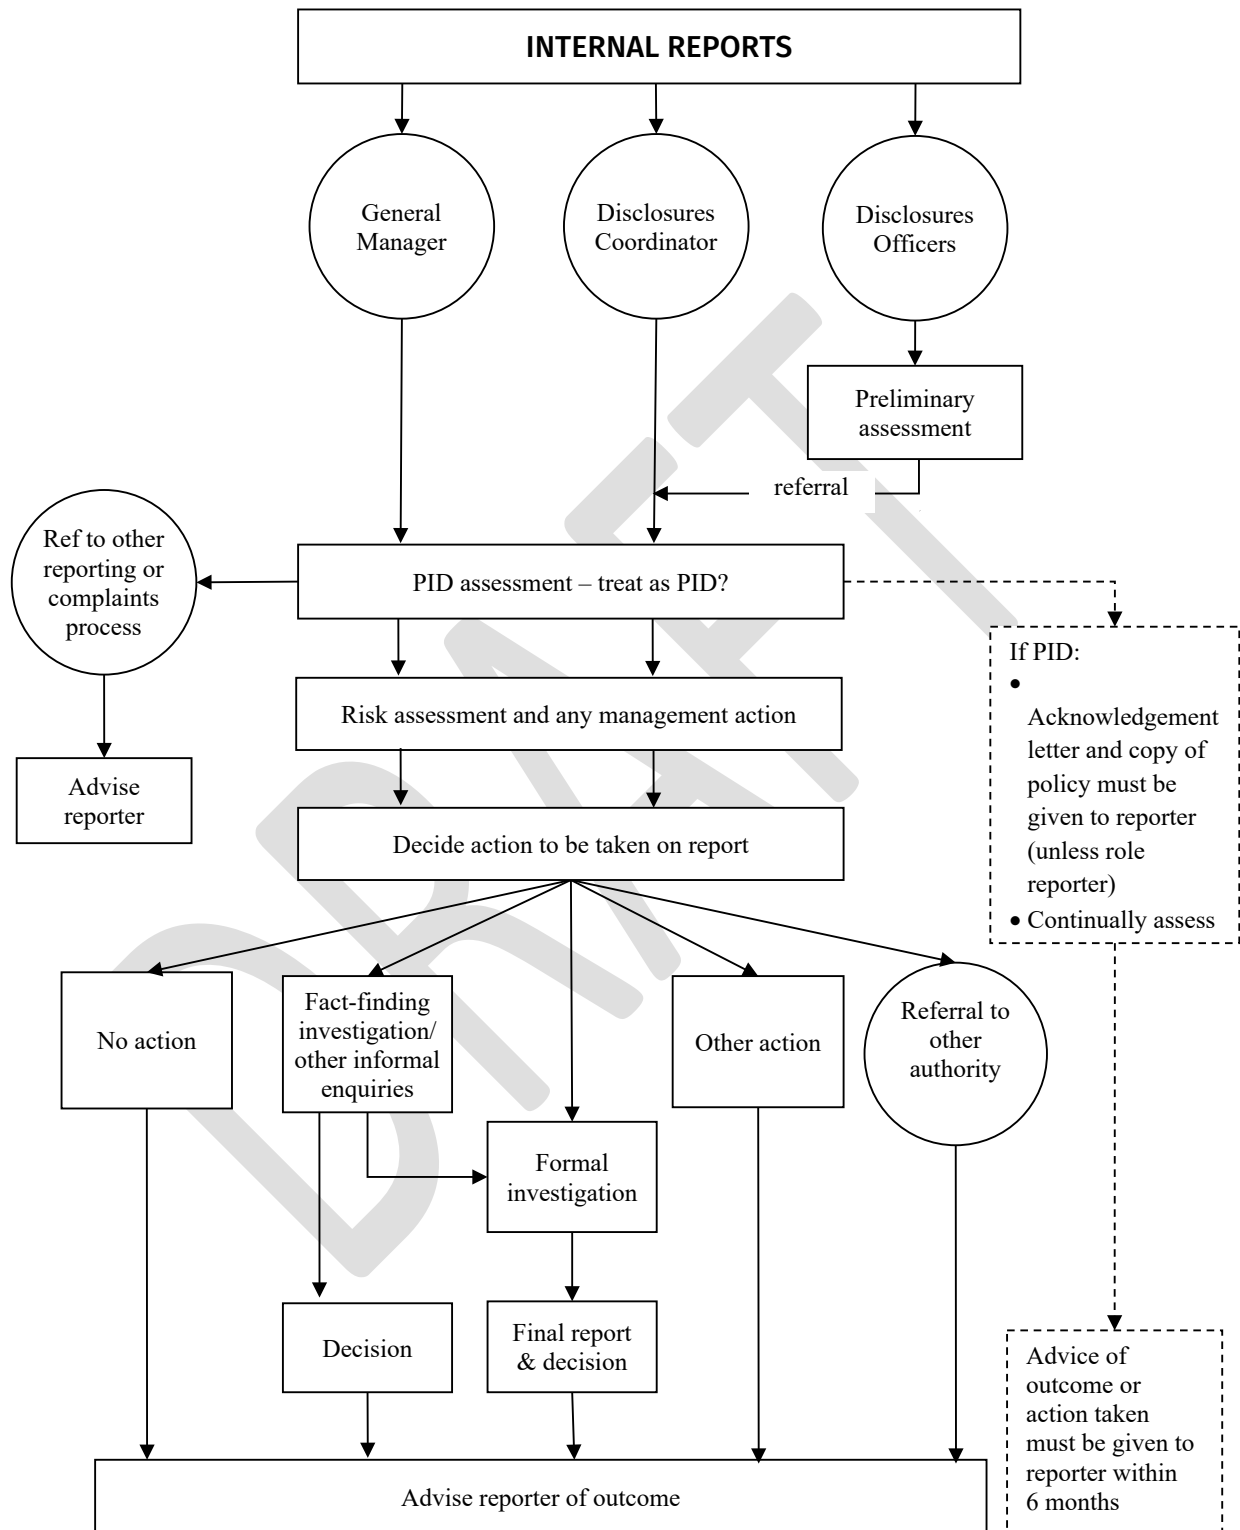 INTERNAL REPORTS
General
Manager
Disclosures
Coordinator
Disclosures
Officers
Preliminary
assessment
referral
Ref to other
reporting or
complaints
process
PID assessment – treat as PID?
If PID:
•
Acknowledgement
letter and copy of
policy must be
given to reporter
(unless role
reporter)
• Continually assess
Risk assessment and any management action
Advise
reporter
Decide action to be taken on report
No action
Fact-finding
investigation/
other informal
enquiries
Other action
Referral to
other
authority
Formal
investigation
Decision
Final report
& decision
Advice of
outcome or
action taken
must be given to
reporter within
6 months
Advise reporter of outcome
DRAFT